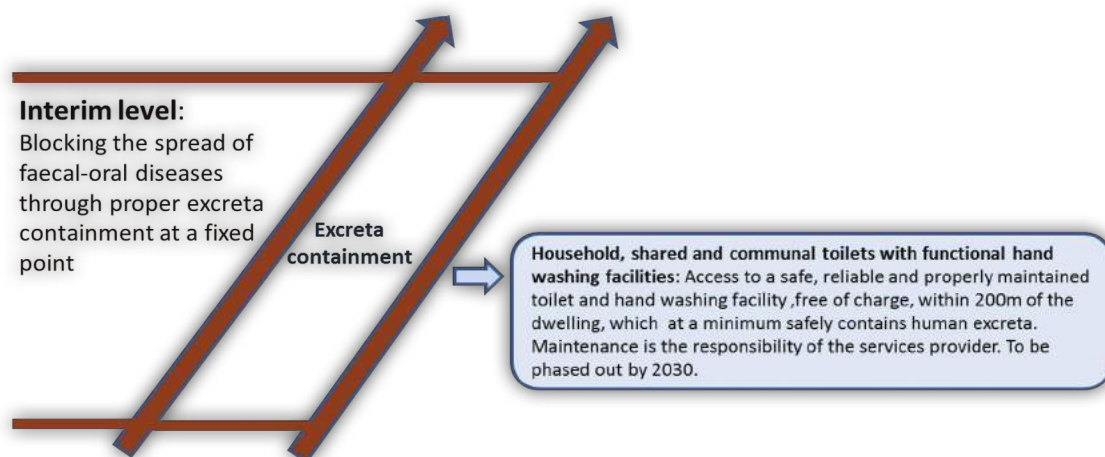 Interim level:
Blocking the spread of
faecal-oral diseases
through proper excreta
containment at a fixed
point
Excreta
containment
Household, shared and communal toilets with functional hand
washing facilities: Access to a safe, reliable and properly maintained
toilet and hand washing facility ,free of charge, within 200m of the
dwelling, which at a minimum safely contains human excreta.
Maintenance is the responsibility of the services provider. To be
phased out by 2030.